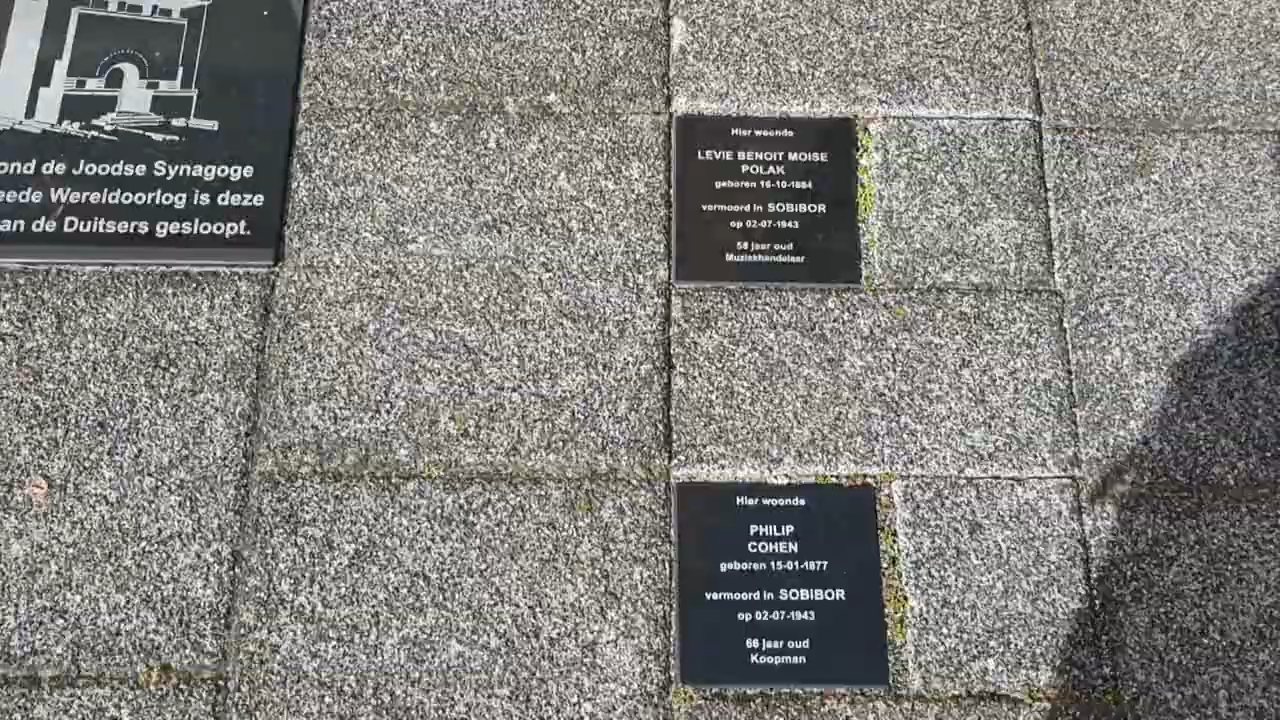 ond de Joodse Synagoge
eede Wereldoorlog is deze
an de Duitsers gesloopt.
Hier woonde
LEVIE BENOIT MOISE
POLAK
geboren 16-10-1884
vermoord in SOBIBOR
op 02-07-1943
58 jaar oud
Muziekhandelaar
Hier woonde
PHILIP
COHEN
geboren 15-01-1877
vermoord in SOBIBOR
op 02-07-1943
66 jaar oud
Koopman